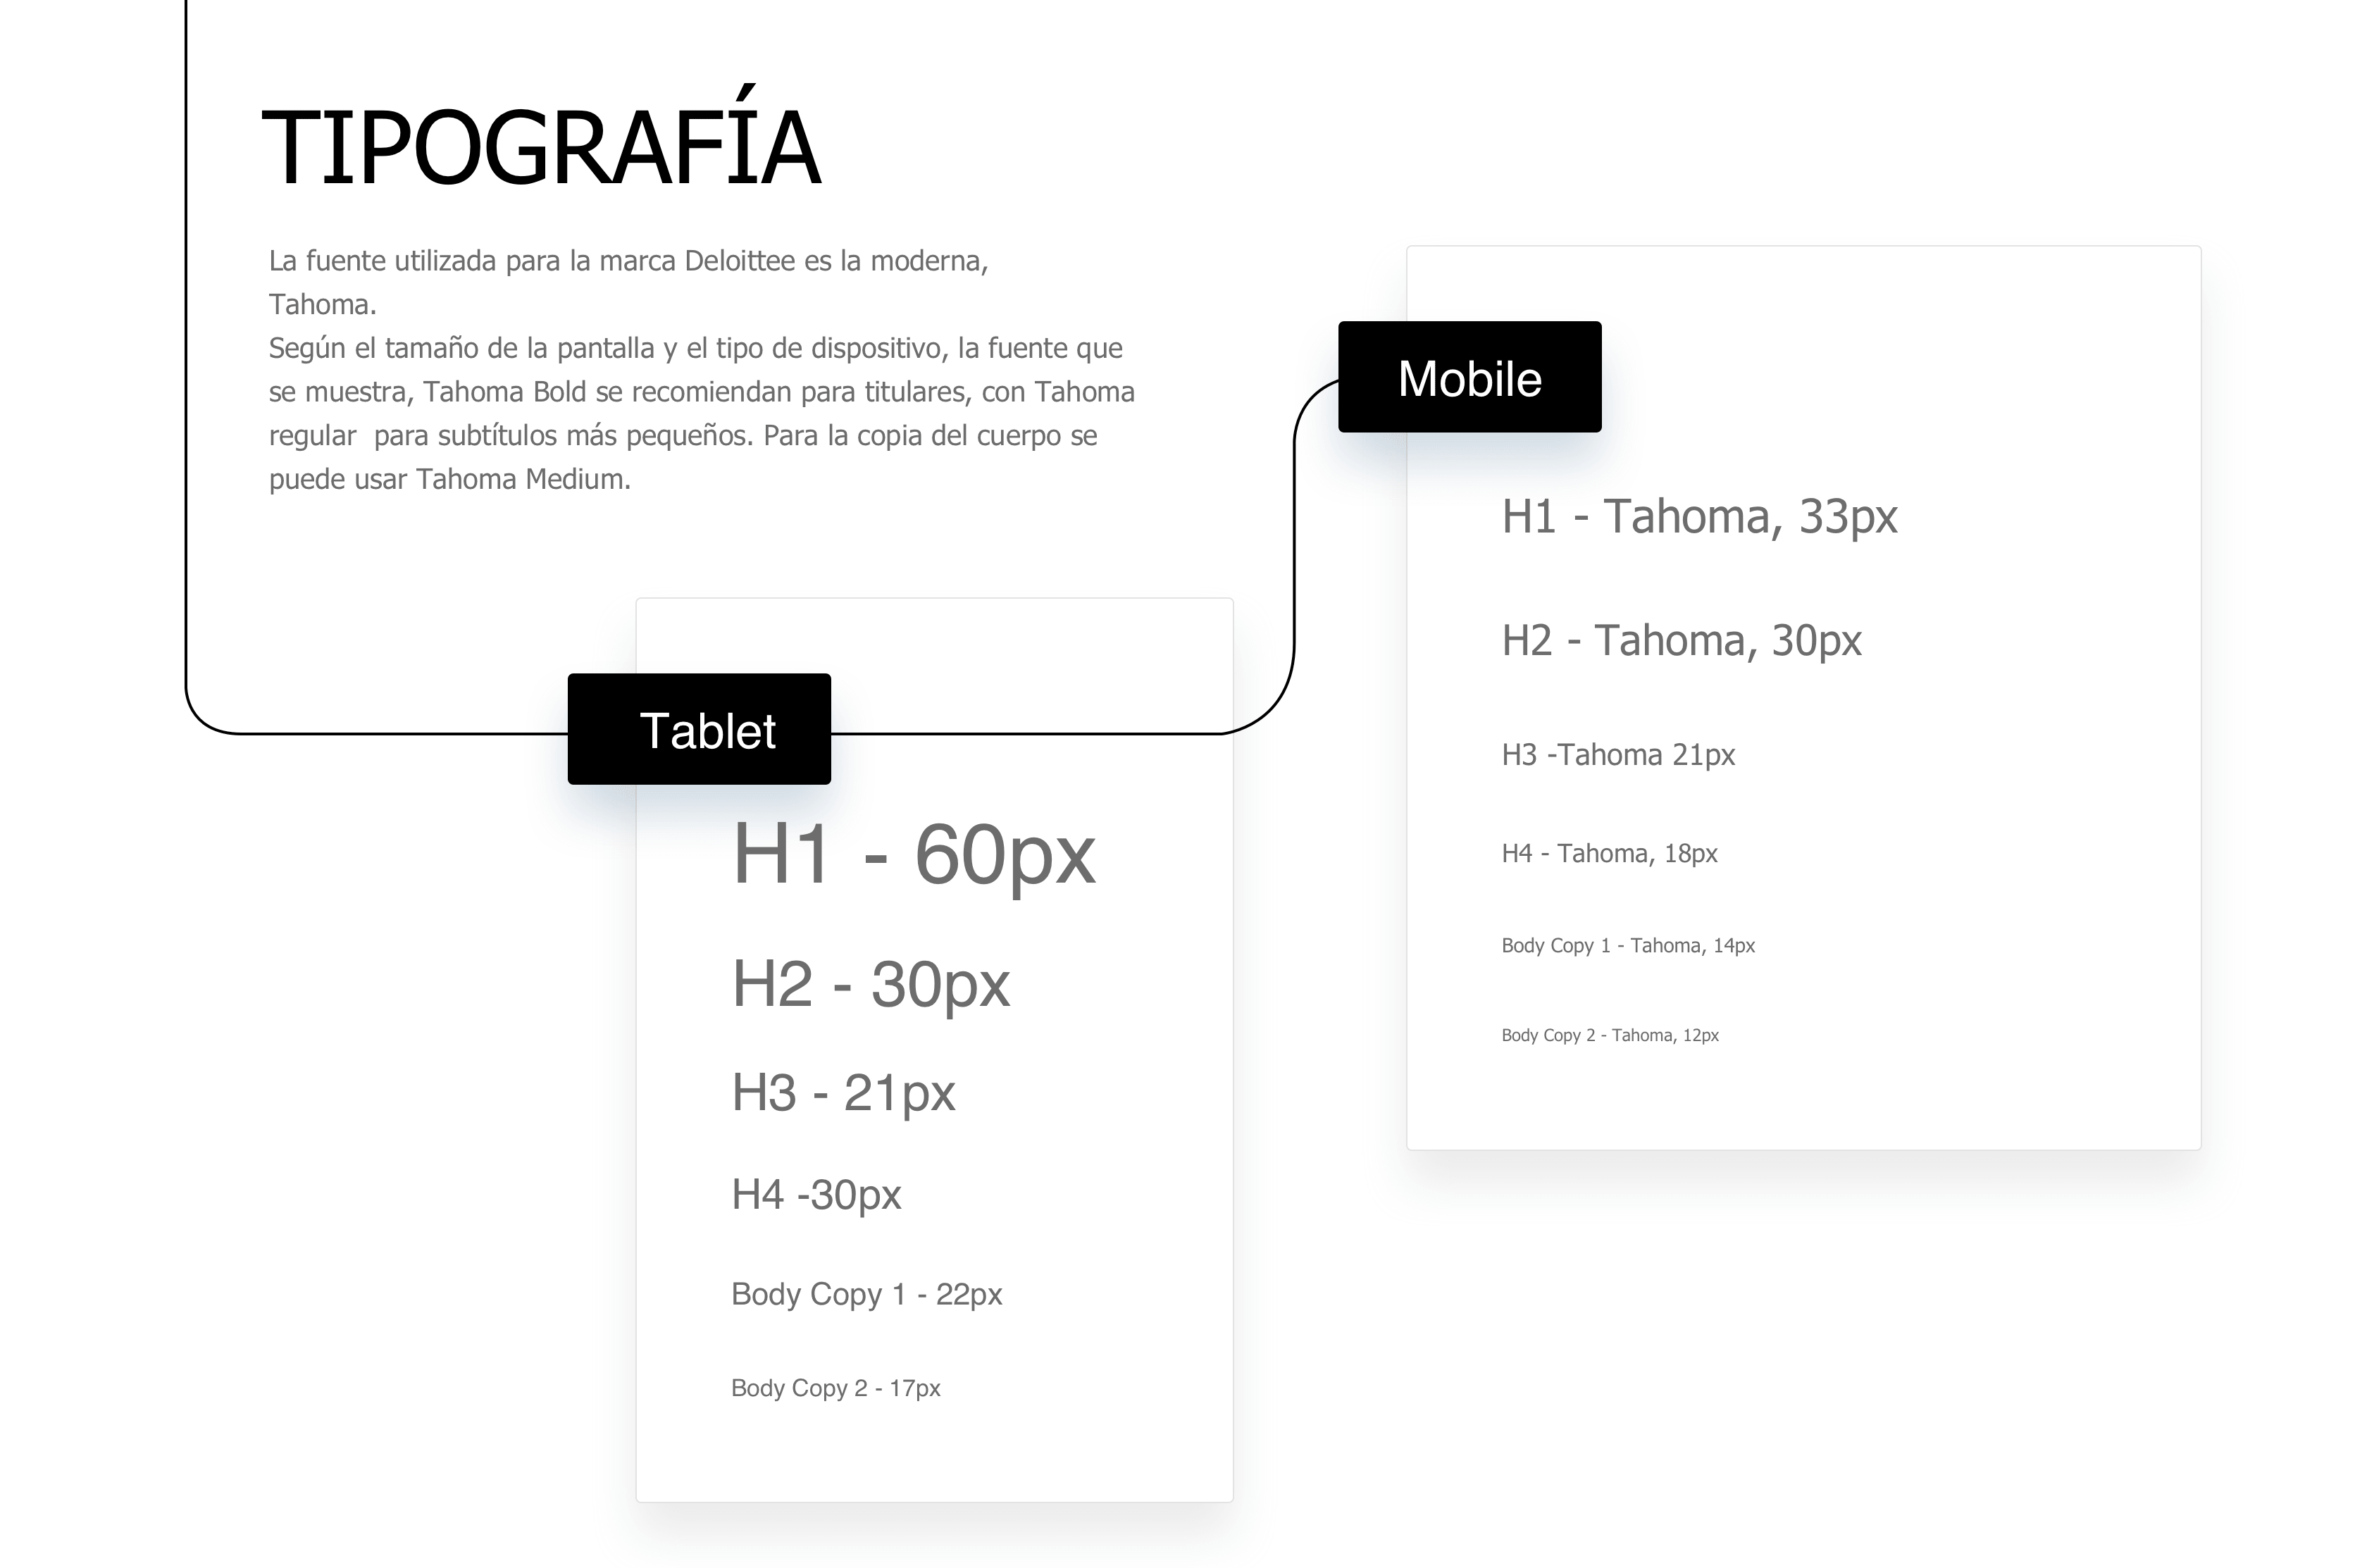 TIPOGRAFÍA
La fuente utilizada para la marca Deloittee es la moderna,
Tahoma.
Según el tamaño de la pantalla y el tipo de dispositivo, la fuente que
se muestra, Tahoma Bold se recomiendan para titulares, con Tahoma
regular  para subtítulos más pequeños. Para la copia del cuerpo se
puede usar Tahoma Medium.
Tablet
H1 - 60px
H2 - 30px
H3 - 21px
H4 -30px
Body Copy 1 - 22px
Body Copy 2 - 17px
Mobile
H1 - Tahoma, 33px
H2 - Tahoma, 30px
H3 -Tahoma 21px
H4 - Tahoma, 18px
Body Copy 1 - Tahoma, 14px
Body Copy 2 - Tahoma, 12px